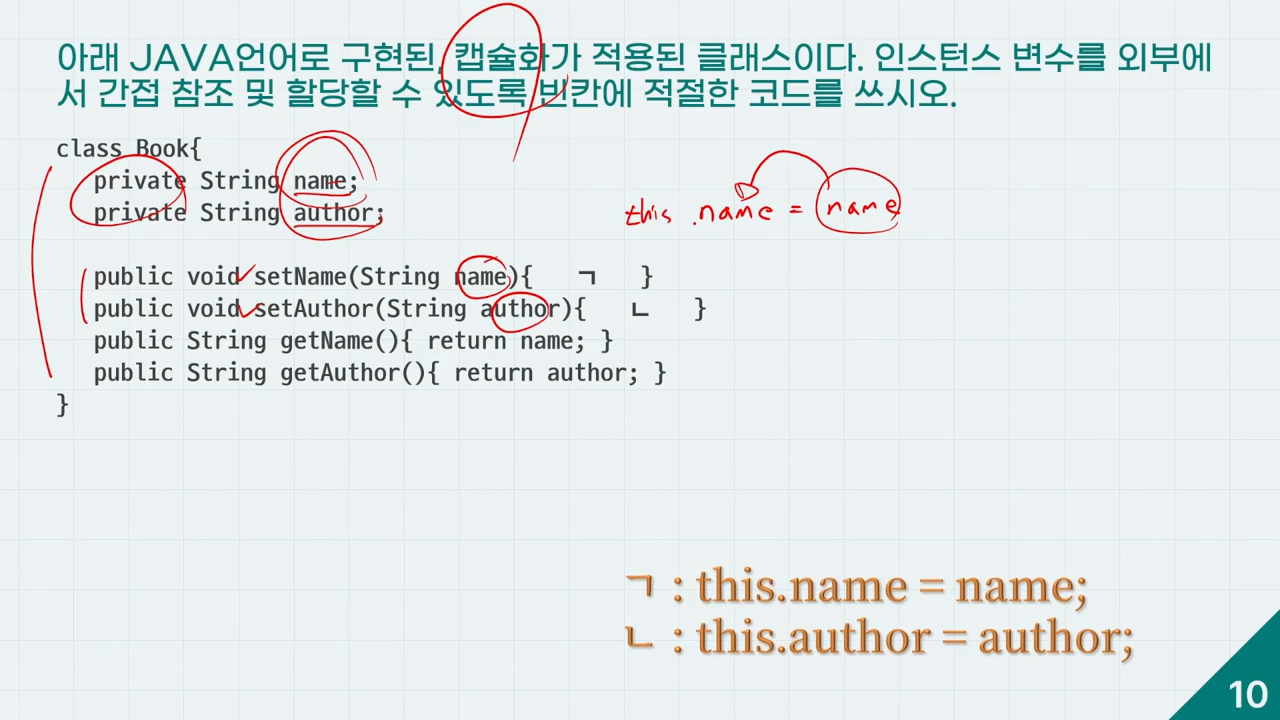 아래 JAVA언어로 구현된, 캡슐화가 적용된 클래스이다. 인스턴스 변수를 외부에
서 간접 참조 및 할당할 수 있도록 빈칸에 적절한 코드를 쓰시오.
class Book{
private String name;
private String author;
this .name = name
public void setName(String name){ ㄱ }
public void setAuthor(String author){ ㄴ }
public String getName(){ return name; }
public String getAuthor(){ return author; }
}
ㄱ : this.name = name;
ㄴ : this.author = author;
10